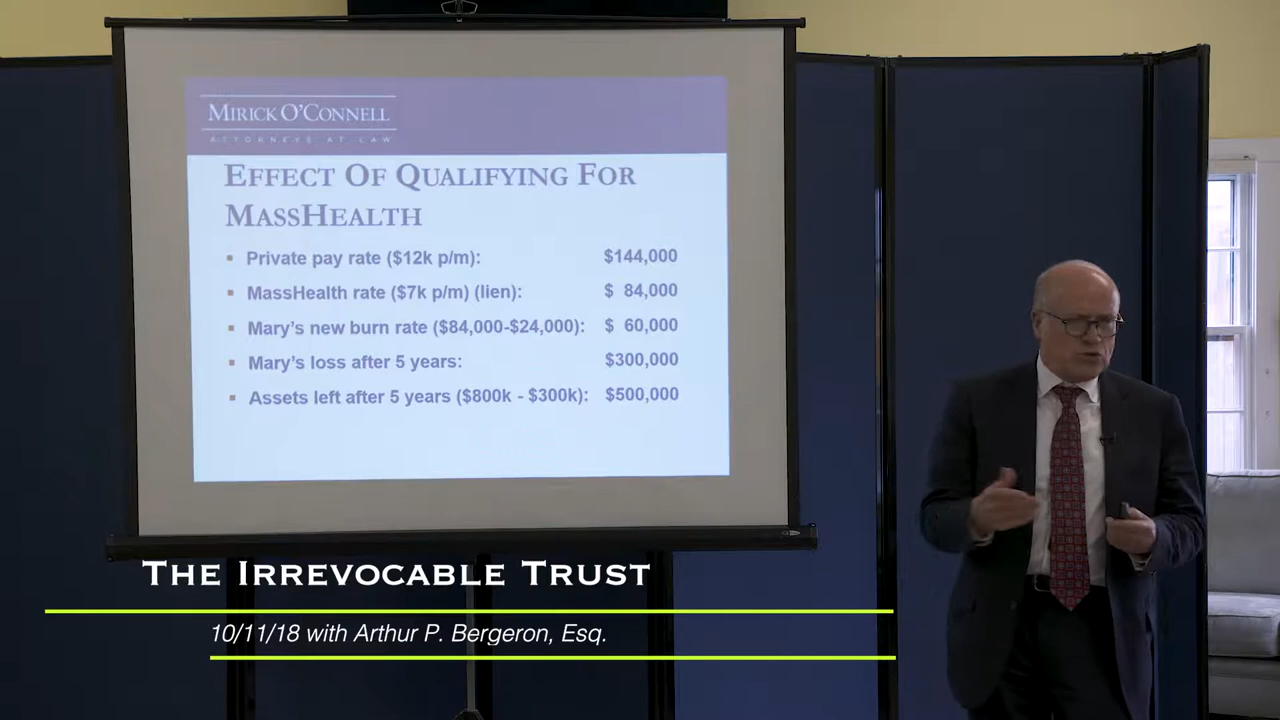 MIRICK O'CONNELL
ATTORNEYS AT LAW
EFFECT OF QUALIFYING FOR
MASSHEALTH
▪ Private pay rate ($12k p/m): $144,000
▪ MassHealth rate ($7k p/m) (lien): $ 84,000
▪ Mary's new burn rate ($84,000-$24,000): $ 60,000
▪ Mary's loss after 5 years: $300,000
▪ Assets left after 5 years ($800k - $300k): $500,000
THE IRREVOCABLE TRUST
10/11/18 with Arthur P. Bergeron, Esq.